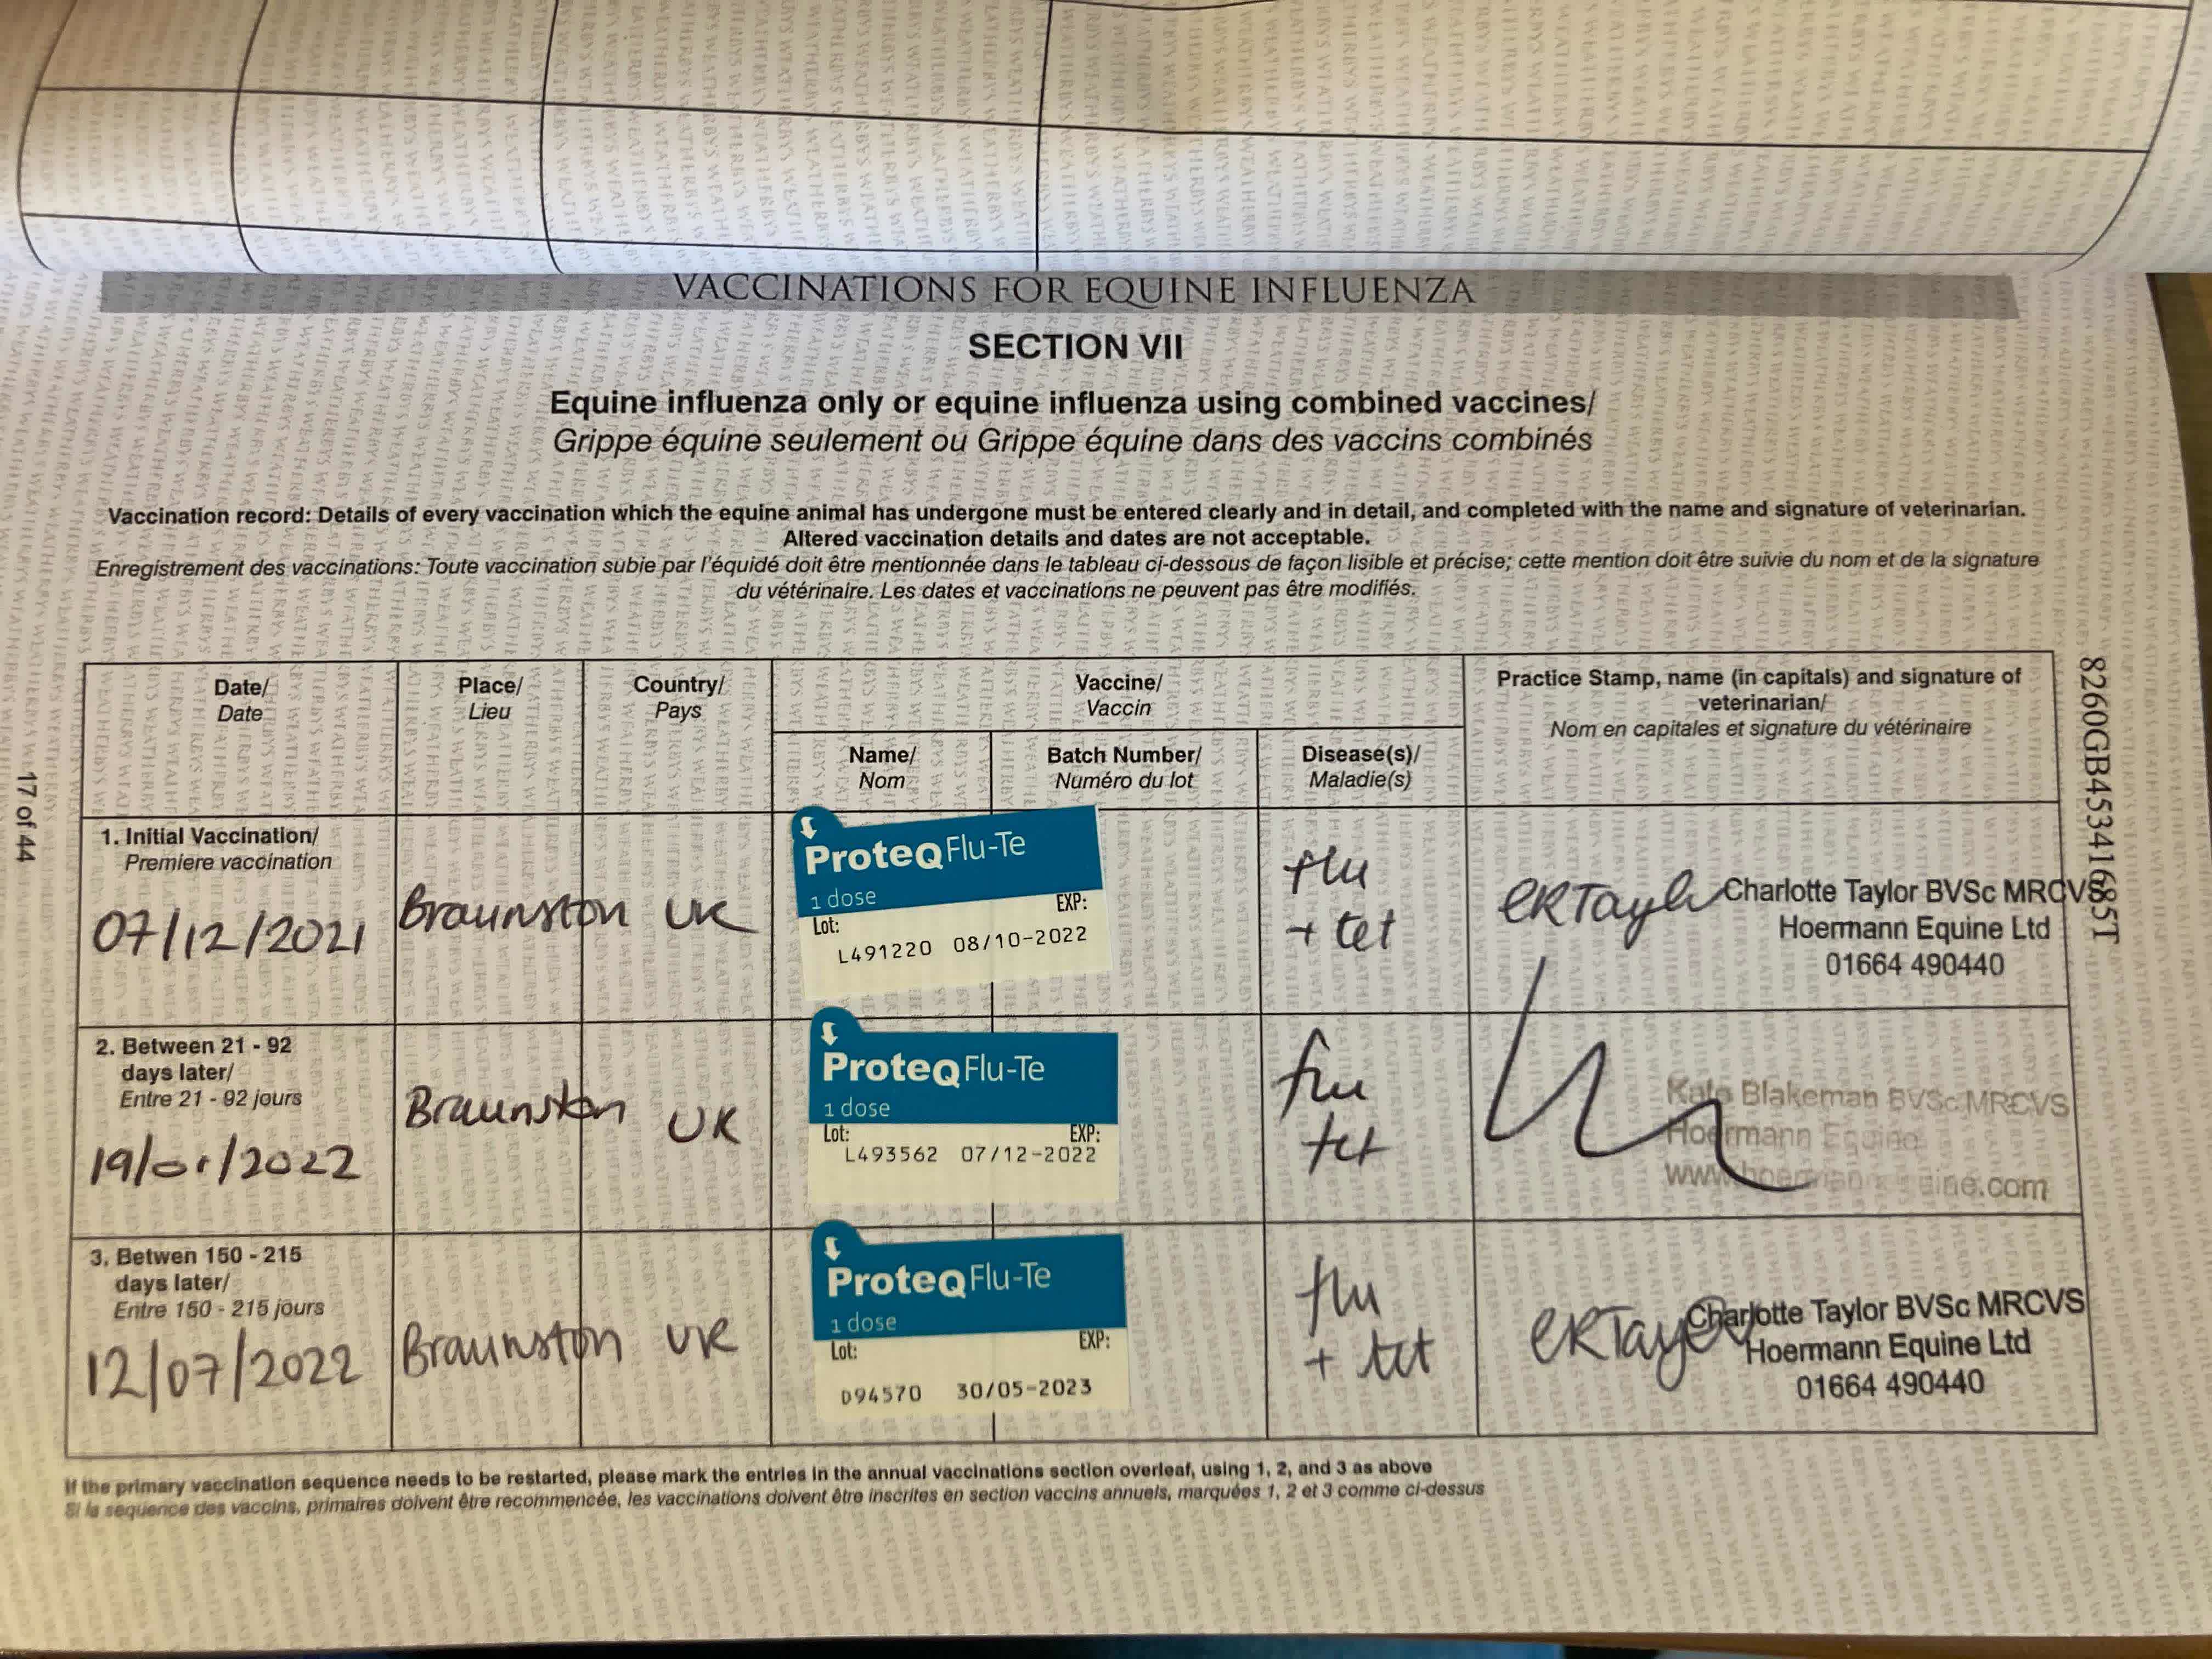 VACCINATIONS FOR EQUINE INFLUENZA
SECTION VII
Equine influenza only or equine influenza using combined vaccines/
Grippe équine seulement ou Grippe équine dans des vaccins combinés
Vaccination record: Details of every vaccination which the equine animal has undergone must be entered clearly and in detail, and completed with the name and signature of veterinarian.
Altered vaccination details and dates are not acceptable.
Enregistrement des vaccinations: Toute vaccination subie par l'équidé doit être mentionnée dans le tableau ci-dessous de façon lisible et précise; cette mention doit être suivie du nom et de la signature
du vétérinaire. Les dates et vaccinations ne peuvent pas être modifiés.
Date/
Date
Place/
Lieu
Country/
Pays
Vaccine/
Vaccin
Name/
Nom
Batch Number/
Numéro du lot
Disease(s)/
Maladie(s)
Practice Stamp, name (in capitals) and signature of
veterinarian/
Nom en capitales et signature du vétérinaire
1. Initial Vaccination/
Premiere vaccination
07/12/2021
Braunston
UK
ProteqFlu-Te
1 dose
Lot: EXP:
L491220 08/10-2022
flu
+ tet
CRTaylor
Charlotte Taylor BVSc MRCVS
Hoermann Equine Ltd
01664 490440
2. Between 21 - 92
days later/
Entre 21 - 92 jours
19/01/2022
Braunston
UK
ProteqFlu-Te
1 dose
Lot: EXP:
L493562 07/12-2022
flu
tet
Kate Blakeman BVSc MRCVS
Hoermann Equine
www.hoermannequine.com
3. Betwen 150 - 215
days later/
Entre 150 - 215 jours
12/07/2022
Braunston
UK
ProteqFlu-Te
1 dose
Lot: EXP:
D94570 30/05-2023
flu
+ tet
CRTaylor
Charlotte Taylor BVSc MRCVS
Hoermann Equine Ltd
01664 490440
If the primary vaccination sequence needs to be restarted, please mark the entries in the annual vaccinations section overleaf, using 1, 2, and 3 as above
Si la sequence des vaccins, primaires doivent être recommencée, les vaccinations doivent être inscrites en section vaccins annuels, marquées 1, 2 et 3 comme ci-dessus
17 of 44
8260GB45341685T